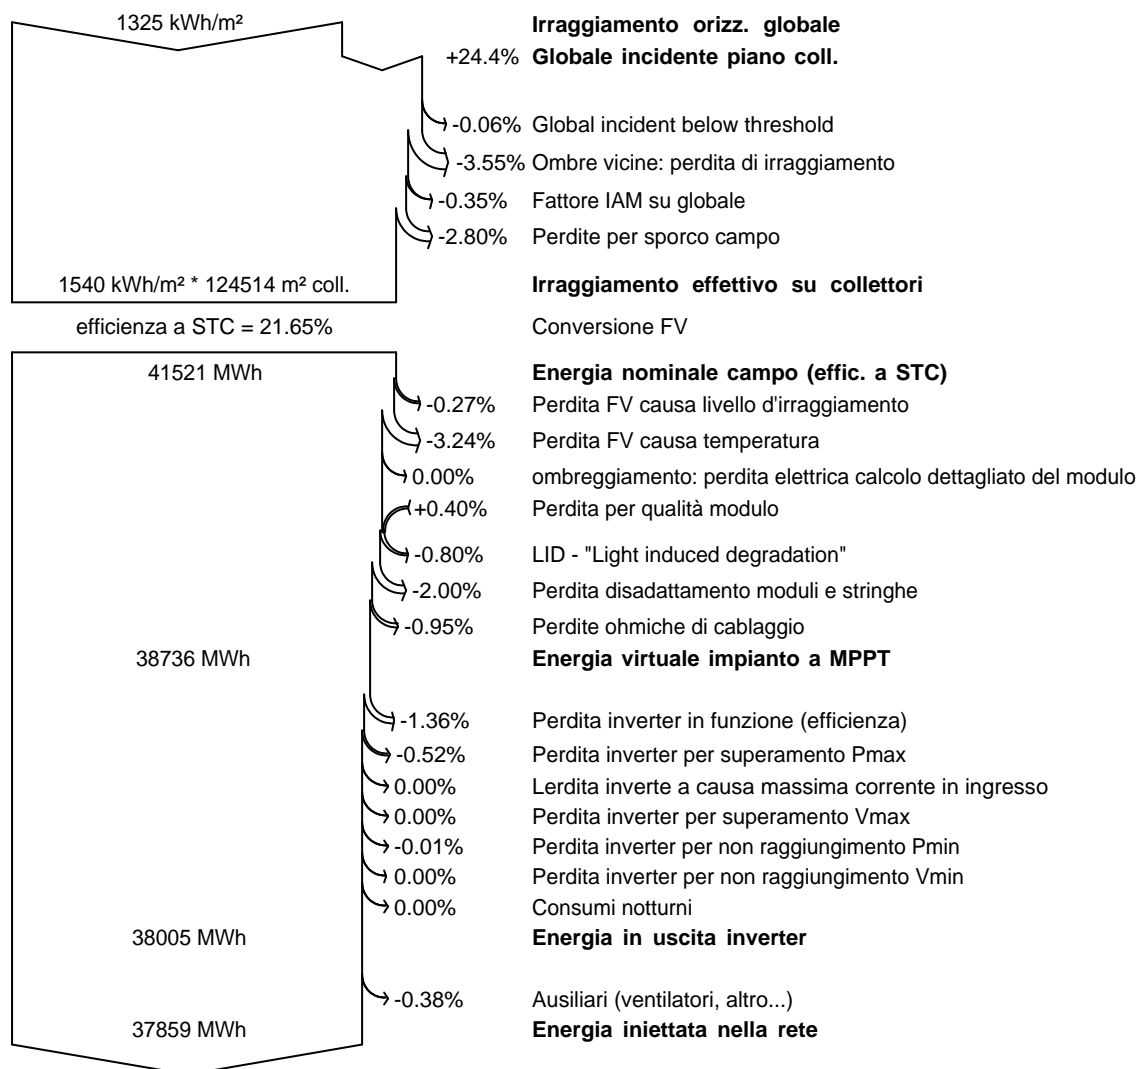 1325 kWh/m² Irraggiamento orizz. globale
+24.4% Globale incidente piano coll.
-0.06% Global incident below threshold
-3.55% Ombre vicine: perdita di irraggiamento
-0.35% Fattore IAM su globale
-2.80% Perdite per sporco campo
1540 kWh/m² * 124514 m² coll. Irraggiamento effettivo su collettori
efficienza a STC = 21.65% Conversione FV
41521 MWh Energia nominale campo (effic. a STC)
-0.27% Perdita FV causa livello d'irraggiamento
-3.24% Perdita FV causa temperatura
0.00% ombreggiamento: perdita elettrica calcolo dettagliato del modulo
+0.40% Perdita per qualità modulo
-0.80% LID - "Light induced degradation"
-2.00% Perdita disadattamento moduli e stringhe
-0.95% Perdite ohmiche di cablaggio
38736 MWh Energia virtuale impianto a MPPT
-1.36% Perdita inverter in funzione (efficienza)
-0.52% Perdita inverter per superamento Pmax
0.00% Lerdita inverte a causa massima corrente in ingresso
0.00% Perdita inverter per superamento Vmax
-0.01% Perdita inverter per non raggiungimento Pmin
0.00% Perdita inverter per non raggiungimento Vmin
0.00% Consumi notturni
38005 MWh Energia in uscita inverter
-0.38% Ausiliari (ventilatori, altro...)
37859 MWh Energia iniettata nella rete